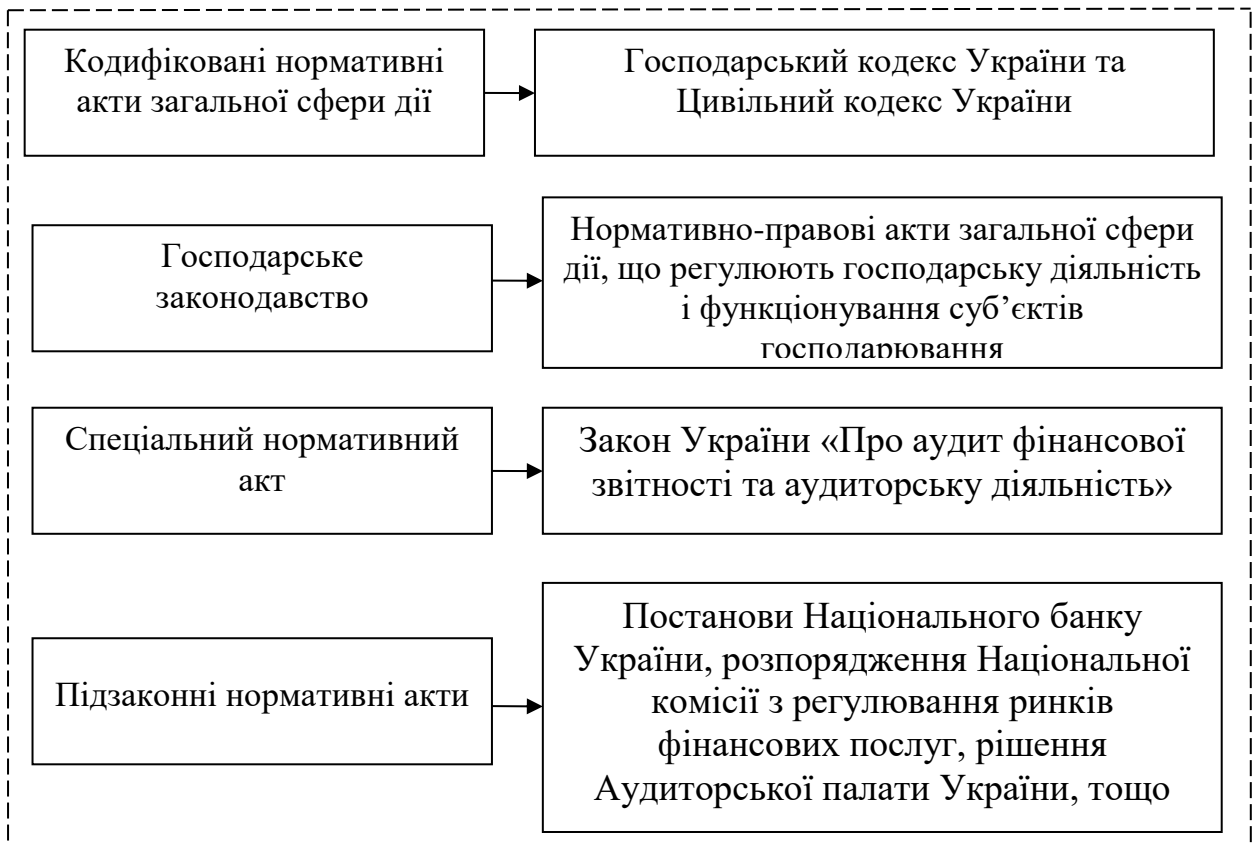 Кодифіковані нормативні
акти загальної сфери дії
Господарський кодекс України та
Цивільний кодекс України
Господарське
законодавство
Нормативно-правові акти загальної сфери
дії, що регулюють господарську діяльність
і функціонування суб’єктів
господарювання
Спеціальний нормативний
акт
Закон України «Про аудит фінансової
звітності та аудиторську діяльність»
Підзаконні нормативні акти
Постанови Національного банку
України, розпорядження Національної
комісії з регулювання ринків
фінансових послуг, рішення
Аудиторської палати України, тощо